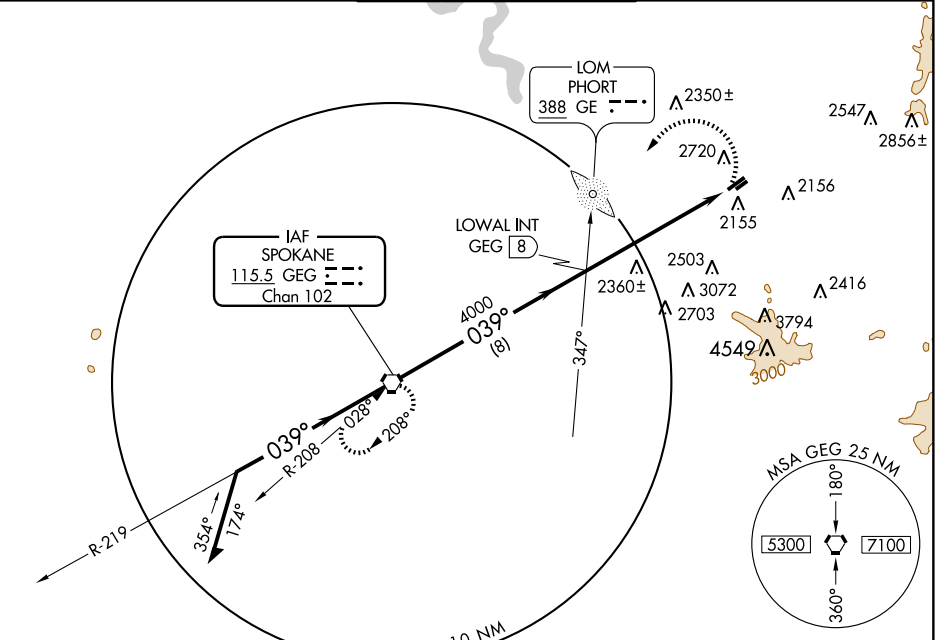 LOM
PHORT
388 GE
2350±
2547
2856±
2720
2156
2155
LOWAL INT
GEG 8
IAF
SPOKANE
115.5 GEG
Chan 102
2503
2360±
3072
2416
2703
3794
4549
3000
4000
039°
(8)
347°
039°
028°
208°
R-208
R-219
354°
174°
MSA GEG 25 NM
180°
5300
7100
360°
10 NM